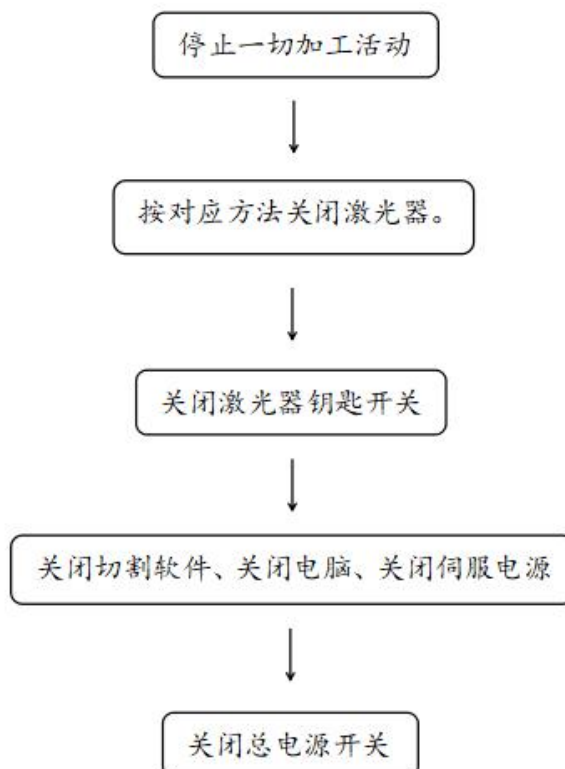 停止一切加工活动
按对应方法关闭激光器。
关闭激光器钥匙开关
关闭切割软件、关闭电脑、关闭伺服电源
关闭总电源开关